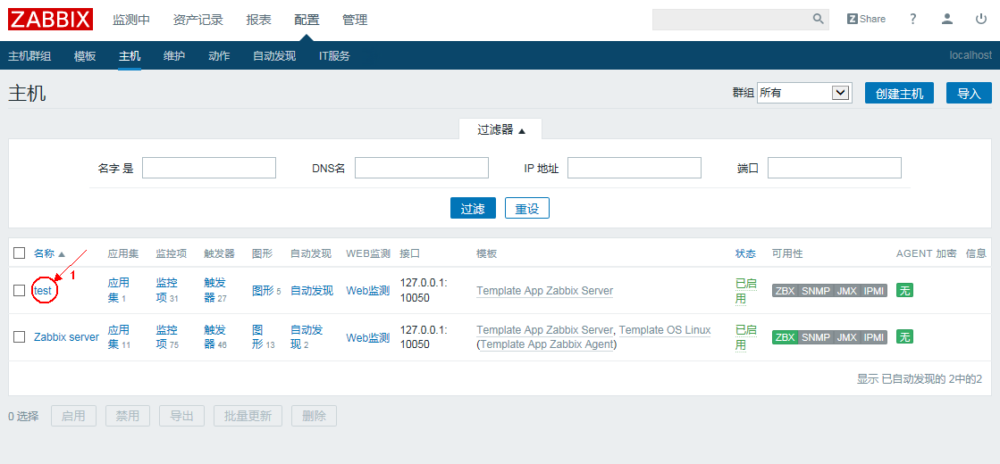 ZABBIX 监测中 资产记录 报表 配置 管理 Z Share ?
主机群组 模板 主机 维护 动作 自动发现 IT服务 localhost
主机 群组 所有 创建主机 导入
过滤器 ▲
名字 是 DNS名 IP 地址 端口
过滤 重设
名称 ▲ 应用集 监控项 触发器 图形 自动发现 WEB监测 接口 模板 状态 可用性 AGENT 加密 信息
1
test 应用集 1 监控项 31 触发器 27 图形 5 自动发现 Web监测 127.0.0.1: 10050 Template App Zabbix Server 已启用 ZBX SNMP JMX IPMI 无
Zabbix server 应用集 11 监控项 75 触发器 46 图形 13 自动发现 2 Web监测 127.0.0.1: 10050 Template App Zabbix Server, Template OS Linux (Template App Zabbix Agent) 已启用 ZBX SNMP JMX IPMI 无
显示 已自动发现的 2中的2
0 选择 启用 禁用 导出 批量更新 删除